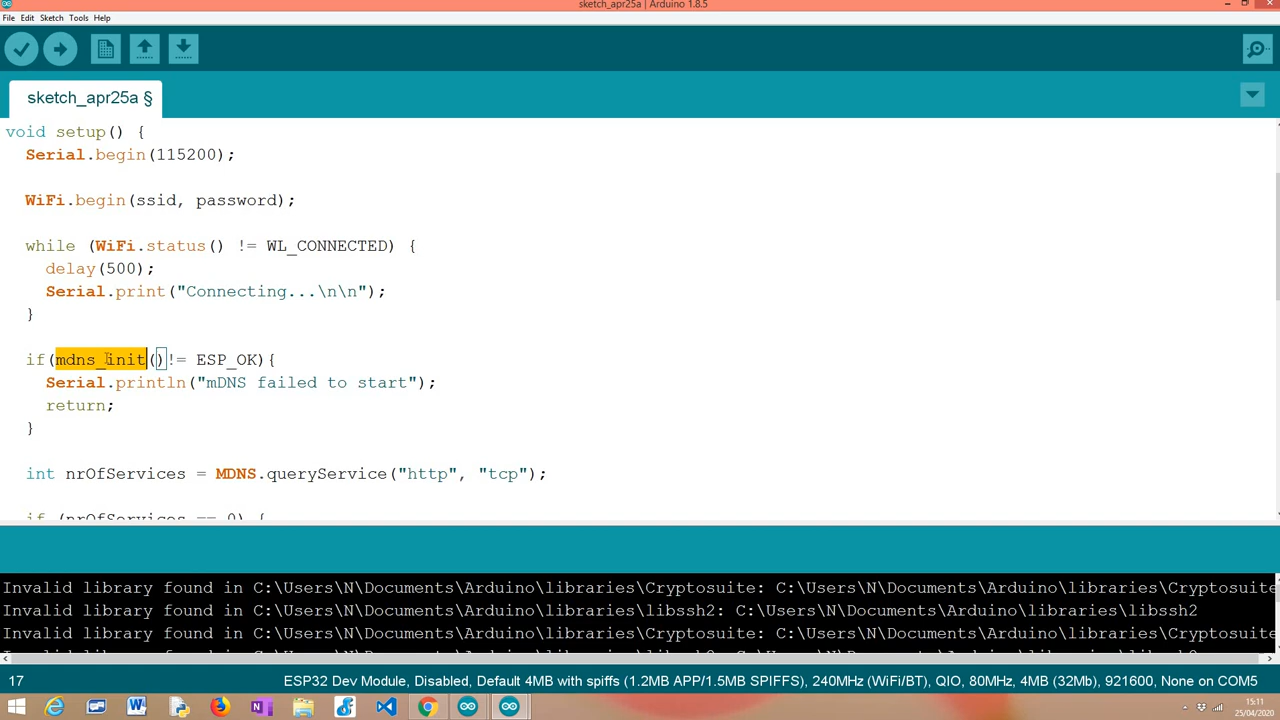 sketch_apr25a | Arduino 1.8.5
File Edit Sketch Tools Help
sketch_apr25a §
void setup() {
Serial.begin(115200);
WiFi.begin(ssid, password);
while (WiFi.status() != WL_CONNECTED) {
delay(500);
Serial.print("Connecting...\n\n");
}
if(mdns_init()!= ESP_OK){
Serial.println("mDNS failed to start");
return;
}
int nrOfServices = MDNS.queryService("http", "tcp");
if (nrOfServices == 0) {
Invalid library found in C:\Users\N\Documents\Arduino\libraries\Cryptosuite: C:\Users\N\Documents\Arduino\libraries\Cryptosuite
Invalid library found in C:\Users\N\Documents\Arduino\libraries\libssh2: C:\Users\N\Documents\Arduino\libraries\libssh2
Invalid library found in C:\Users\N\Documents\Arduino\libraries\Cryptosuite: C:\Users\N\Documents\Arduino\libraries\Cryptosuite
17
ESP32 Dev Module, Disabled, Default 4MB with spiffs (1.2MB APP/1.5MB SPIFFS), 240MHz (WiFi/BT), QIO, 80MHz, 4MB (32Mb), 921600, None on COM5
15:11
25/04/2020